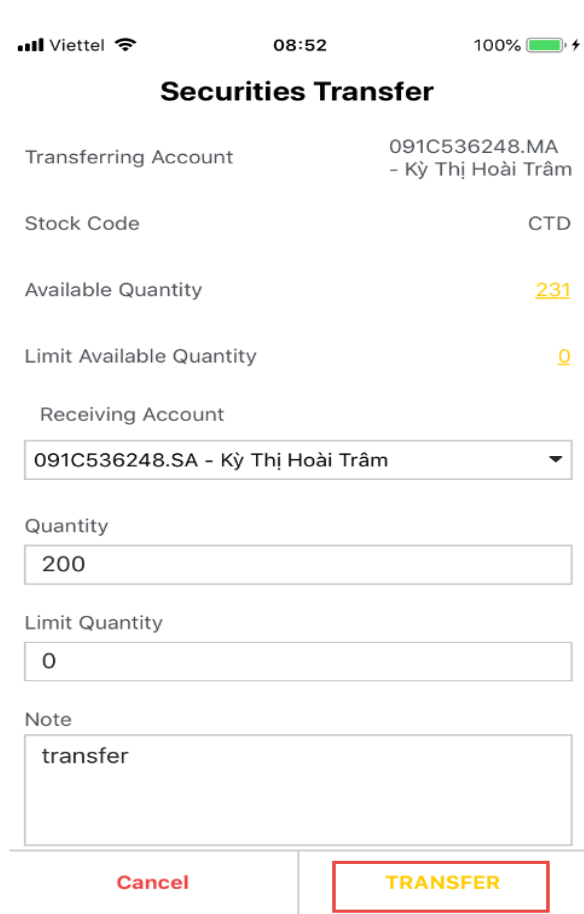 Viettel 08:52 100%
Securities Transfer
Transferring Account 091C536248.MA
- Kỳ Thị Hoài Trâm
Stock Code CTD
Available Quantity 231
Limit Available Quantity 0
Receiving Account
091C536248.SA - Kỳ Thị Hoài Trâm
Quantity
200
Limit Quantity
0
Note
transfer
Cancel TRANSFER